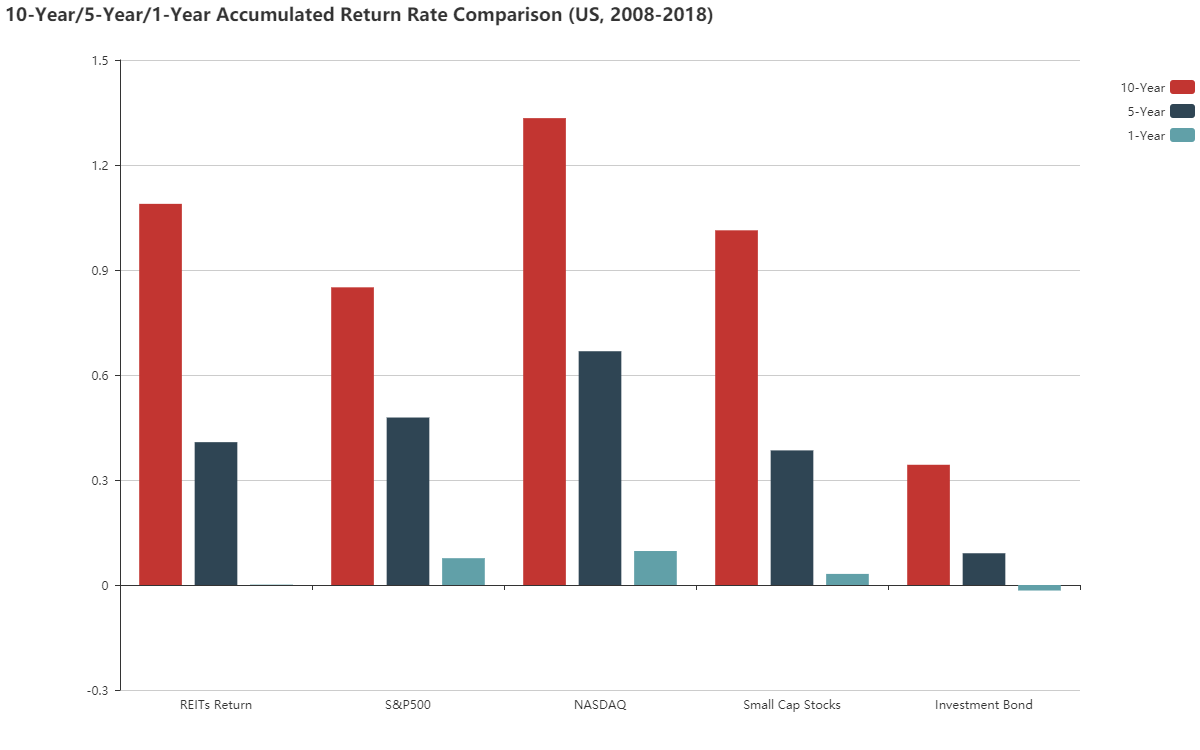 10-Year/5-Year/1-Year Accumulated Return Rate Comparison (US, 2008-2018)
10-Year
5-Year
1-Year
1.5
1.2
0.9
0.6
0.3
0
-0.3
REITs Return
S&P500
NASDAQ
Small Cap Stocks
Investment Bond